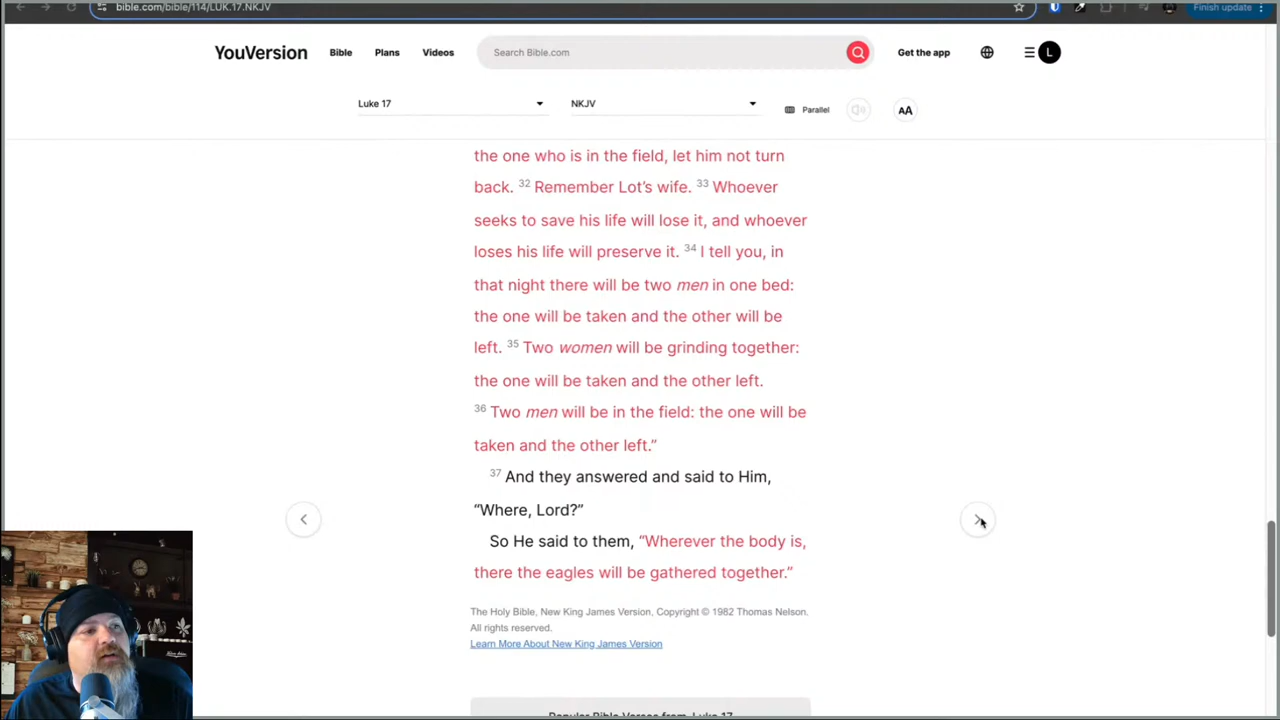 bible.com/bible/114/LUK.17.NKJV
Finish update
YouVersion
Bible
Plans
Videos
Search Bible.com
Get the app
L
Luke 17
NKJV
Parallel
AA
the one who is in the field, let him not turn
back. 32 Remember Lot’s wife. 33 Whoever
seeks to save his life will lose it, and whoever
loses his life will preserve it. 34 I tell you, in
that night there will be two men in one bed:
the one will be taken and the other will be
left. 35 Two women will be grinding together:
the one will be taken and the other left.
36 Two men will be in the field: the one will be
taken and the other left.”
37 And they answered and said to Him,
“Where, Lord?”
So He said to them, “Wherever the body is,
there the eagles will be gathered together.”
The Holy Bible, New King James Version, Copyright © 1982 Thomas Nelson.
All rights reserved.
Learn More About New King James Version
Popular Bible Verses from Luke 17